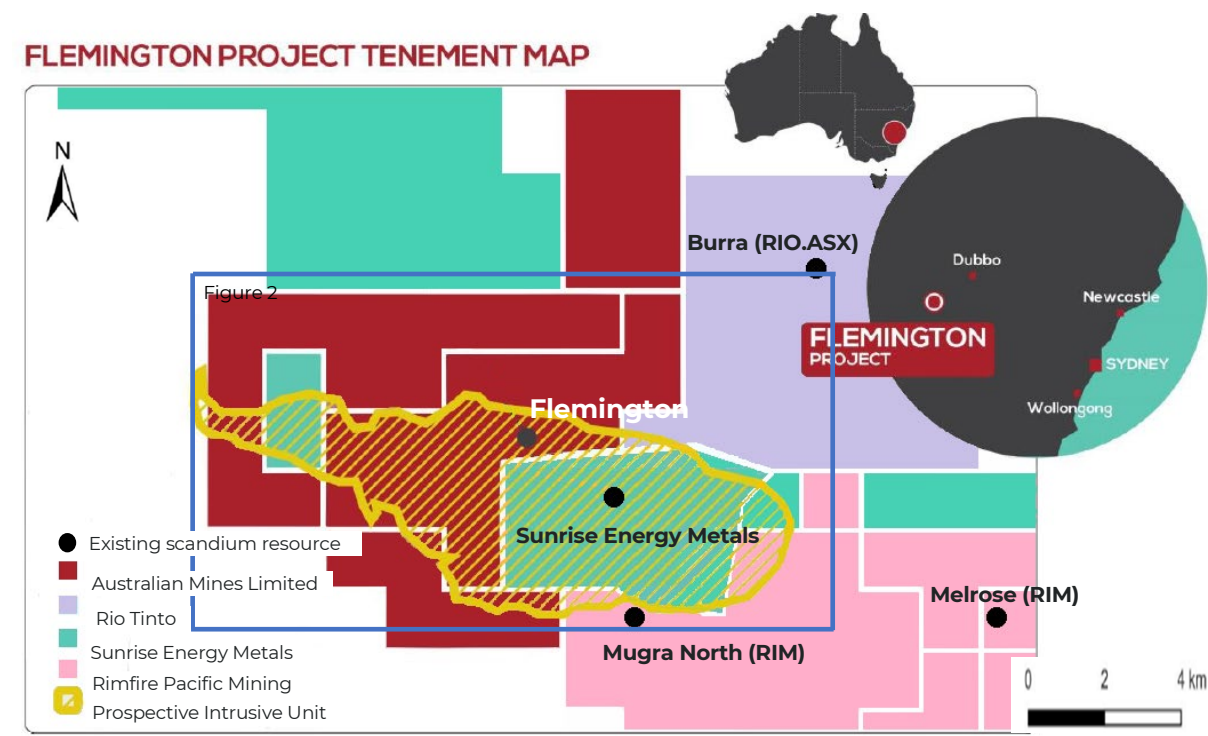 FLEMINGTON PROJECT TENEMENT MAP
N
Burra (RIO.ASX)
Dubbo
Figure 2
Newcastle
FLEMINGTON
PROJECT
SYDNEY
Wollongong
Flemington
Sunrise Energy Metals
Existing scandium resource
Australian Mines Limited
Melrose (RIM)
Rio Tinto
Sunrise Energy Metals
Mugra North (RIM)
Rimfire Pacific Mining
0 2 4 km
Prospective Intrusive Unit